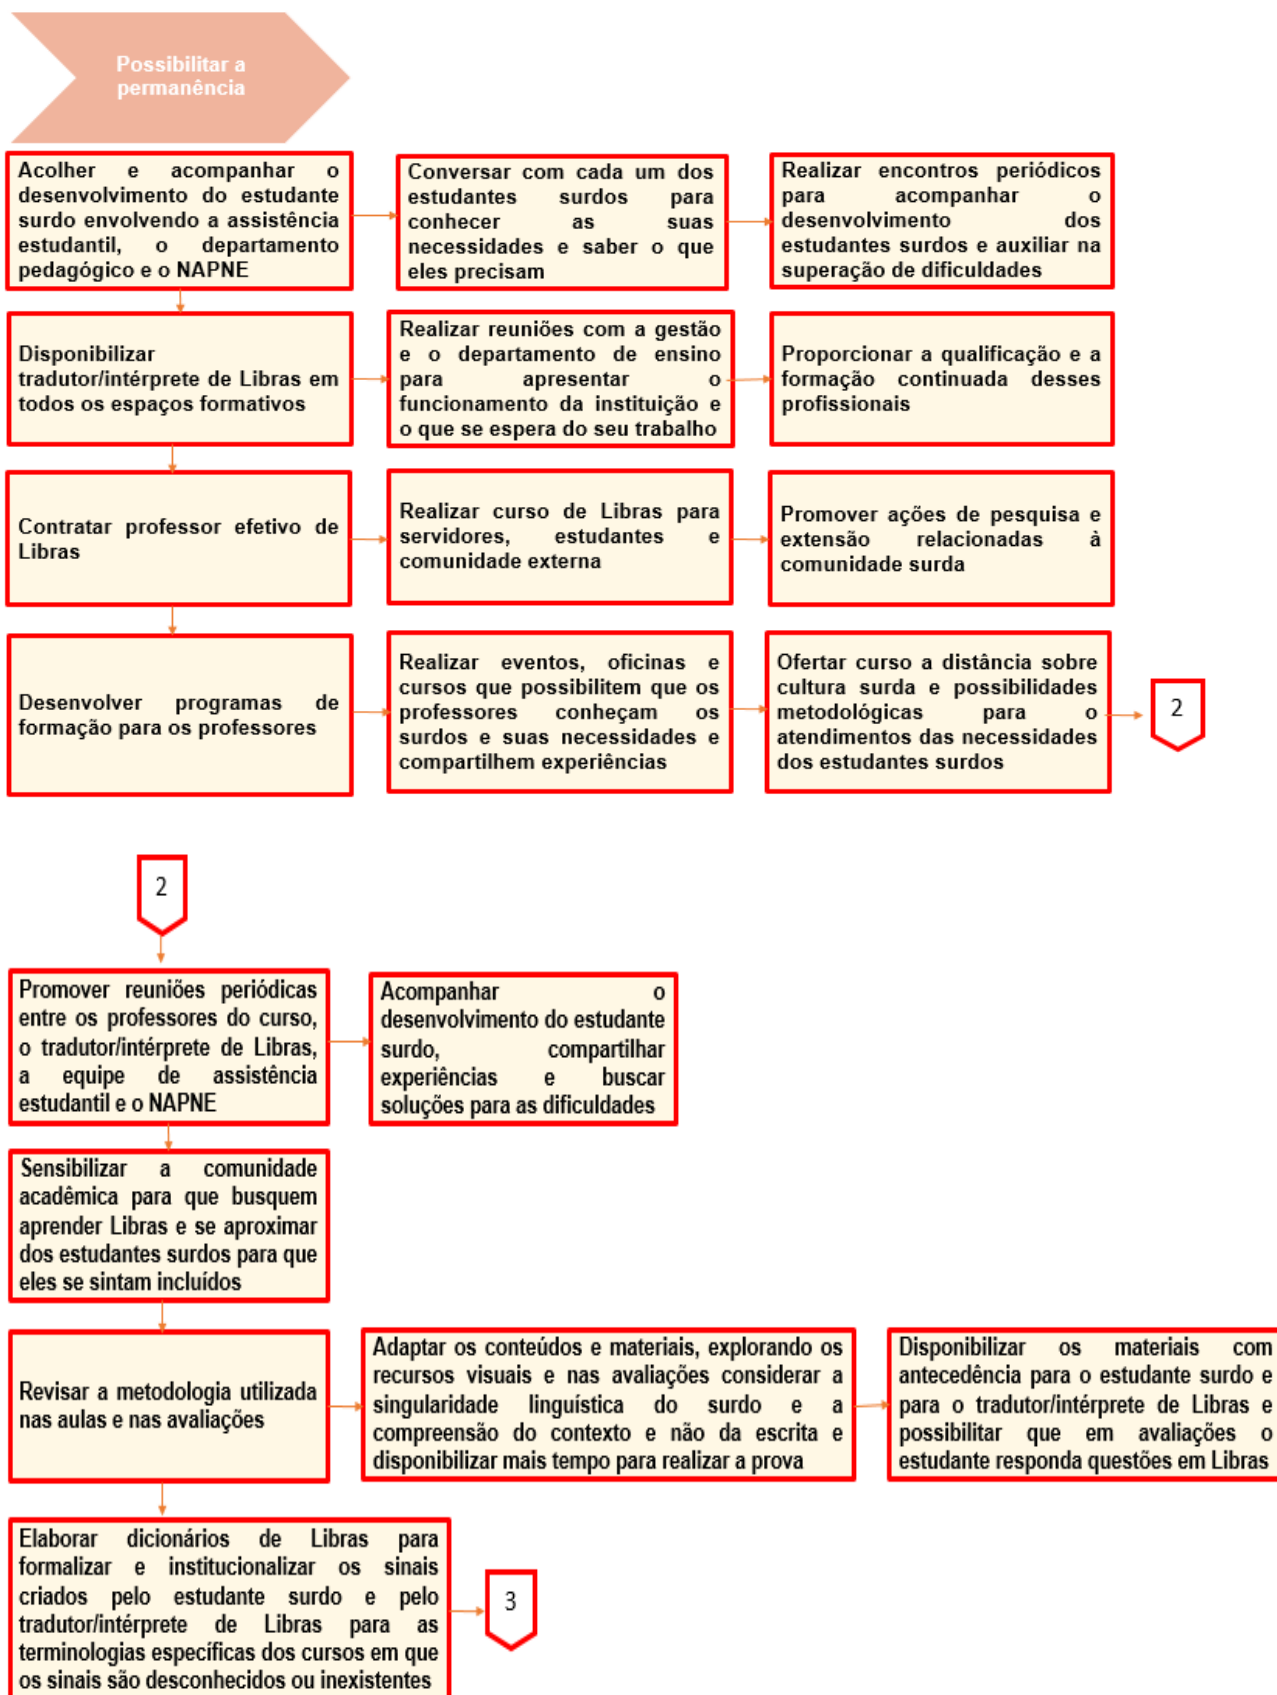 Possibilitar a
permanência
Acolher e acompanhar o
desenvolvimento do estudante
surdo envolvendo a assistência
estudantil, o departamento
pedagógico e o NAPNE
Conversar com cada um dos
estudantes surdos para
conhecer as suas
necessidades e saber o que
eles precisam
Realizar encontros periódicos
para acompanhar o
desenvolvimento dos
estudantes surdos e auxiliar na
superação de dificuldades
Disponibilizar
tradutor/intérprete de Libras em
todos os espaços formativos
Realizar reuniões com a gestão
e o departamento de ensino
para apresentar o
funcionamento da instituição e
o que se espera do seu trabalho
Proporcionar a qualificação e a
formação continuada desses
profissionais
Contratar professor efetivo de
Libras
Realizar curso de Libras para
servidores, estudantes e
comunidade externa
Promover ações de pesquisa e
extensão relacionadas à
comunidade surda
Desenvolver programas de
formação para os professores
Realizar eventos, oficinas e
cursos que possibilitem que os
professores conheçam os
surdos e suas necessidades e
compartilhem experiências
Ofertar curso a distância sobre
cultura surda e possibilidades
metodológicas para o
atendimentos das necessidades
dos estudantes surdos
2
2
Promover reuniões periódicas
entre os professores do curso,
o tradutor/intérprete de Libras,
a equipe de assistência
estudantil e o NAPNE
Acompanhar o
desenvolvimento do estudante
surdo, compartilhar
experiências e buscar
soluções para as dificuldades
Sensibilizar a comunidade
acadêmica para que busquem
aprender Libras e se aproximar
dos estudantes surdos para que
eles se sintam incluídos
Revisar a metodologia utilizada
nas aulas e nas avaliações
Adaptar os conteúdos e materiais, explorando os
recursos visuais e nas avaliações considerar a
singularidade linguística do surdo e a
compreensão do contexto e não da escrita e
disponibilizar mais tempo para realizar a prova
Disponibilizar os materiais com
antecedência para o estudante surdo e
para o tradutor/intérprete de Libras e
possibilitar que em avaliações o
estudante responda questões em Libras
Elaborar dicionários de Libras para
formalizar e institucionalizar os sinais
criados pelo estudante surdo e pelo
tradutor/intérprete de Libras para as
terminologias específicas dos cursos em que
os sinais são desconhecidos ou inexistentes
3